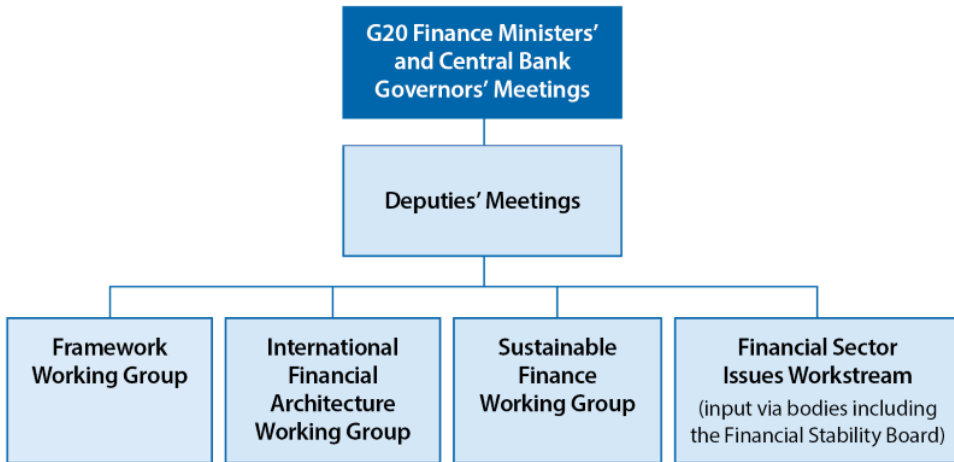 G20 Finance Ministers’
and Central Bank
Governors’ Meetings
Deputies’ Meetings
Framework
Working Group
International
Financial
Architecture
Working Group
Sustainable
Finance
Working Group
Financial Sector
Issues Workstream
(input via bodies including
the Financial Stability Board)